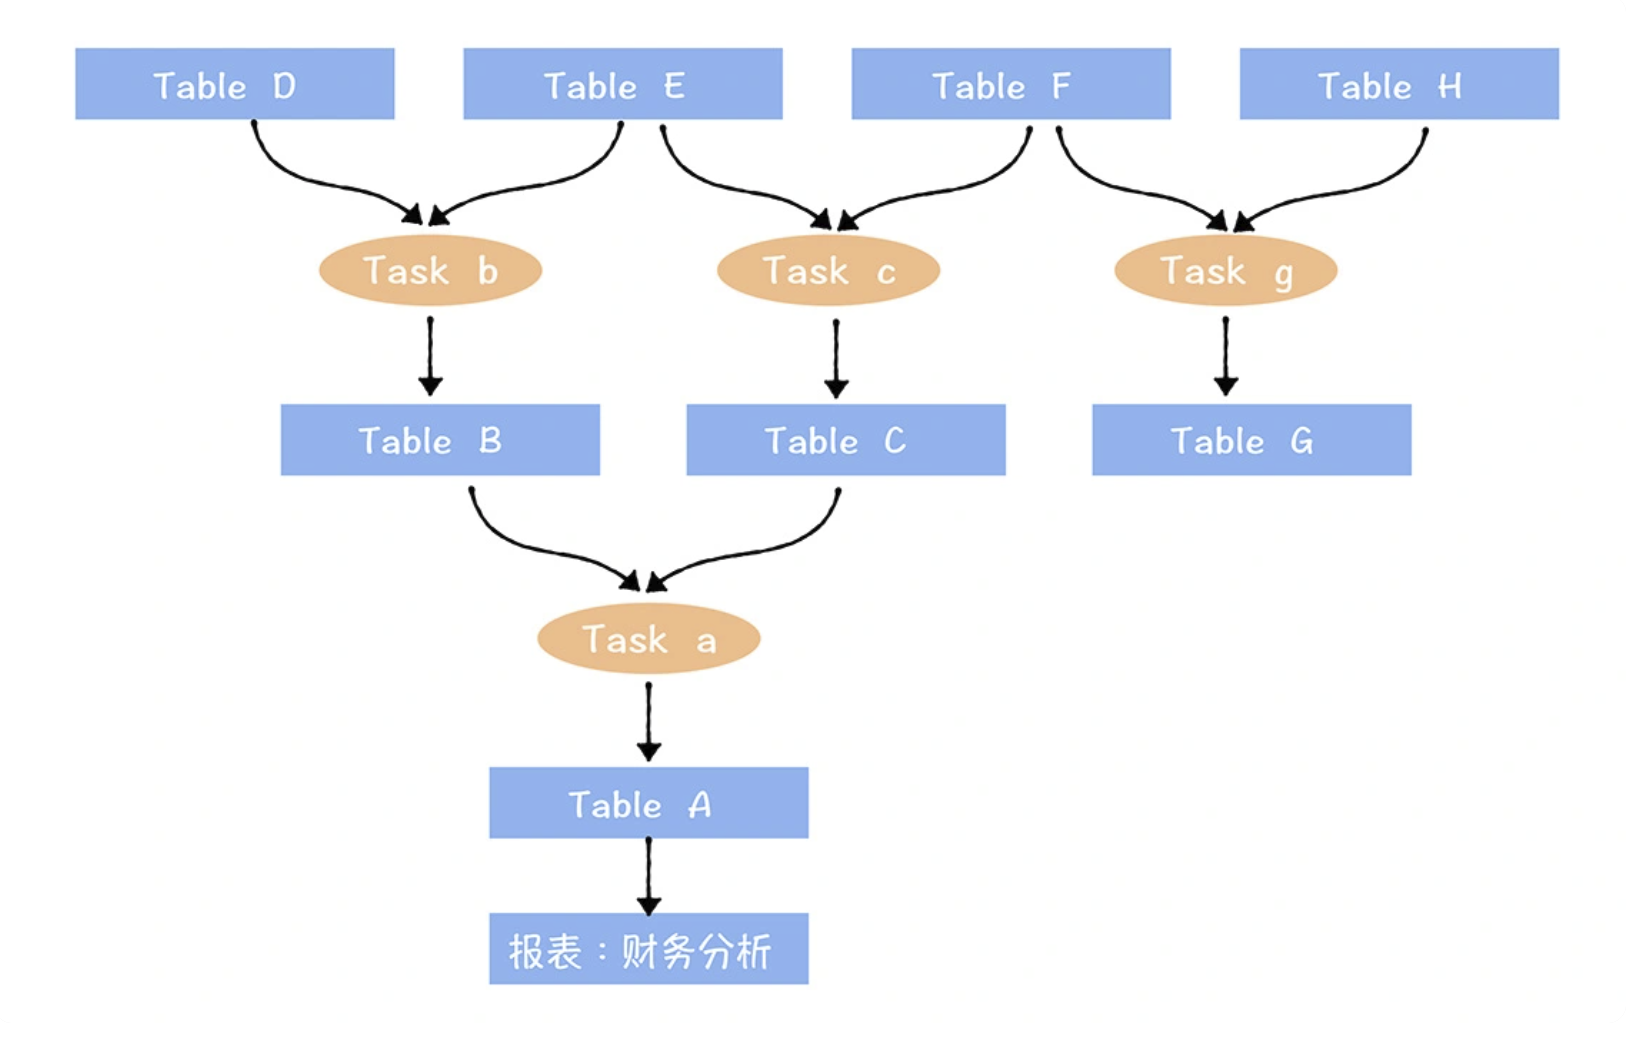 Table D
Table E
Table F
Table H
Task b
Task c
Task g
Table B
Table C
Table G
Task a
Table A
报表：财务分析